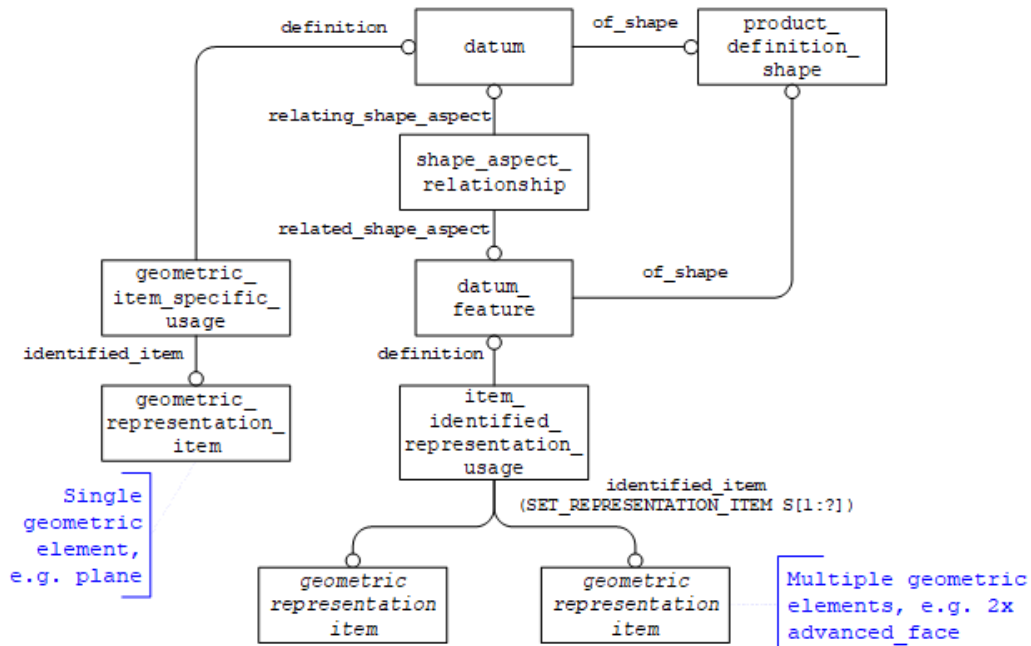 definition
datum
of_shape
product_
definition_
shape
relating_shape_aspect
shape_aspect_
relationship
related_shape_aspect
geometric_
item_specific_
usage
datum_
feature
of_shape
identified_item
definition
geometric_
representation_
item
item_
identified_
representation_
usage
Single
geometric
element,
e.g. plane
identified_item
(SET_REPRESENTATION_ITEM S[1:?])
geometric
representation
item
geometric
representation
item
Multiple geometric
elements, e.g. 2x
advanced_face